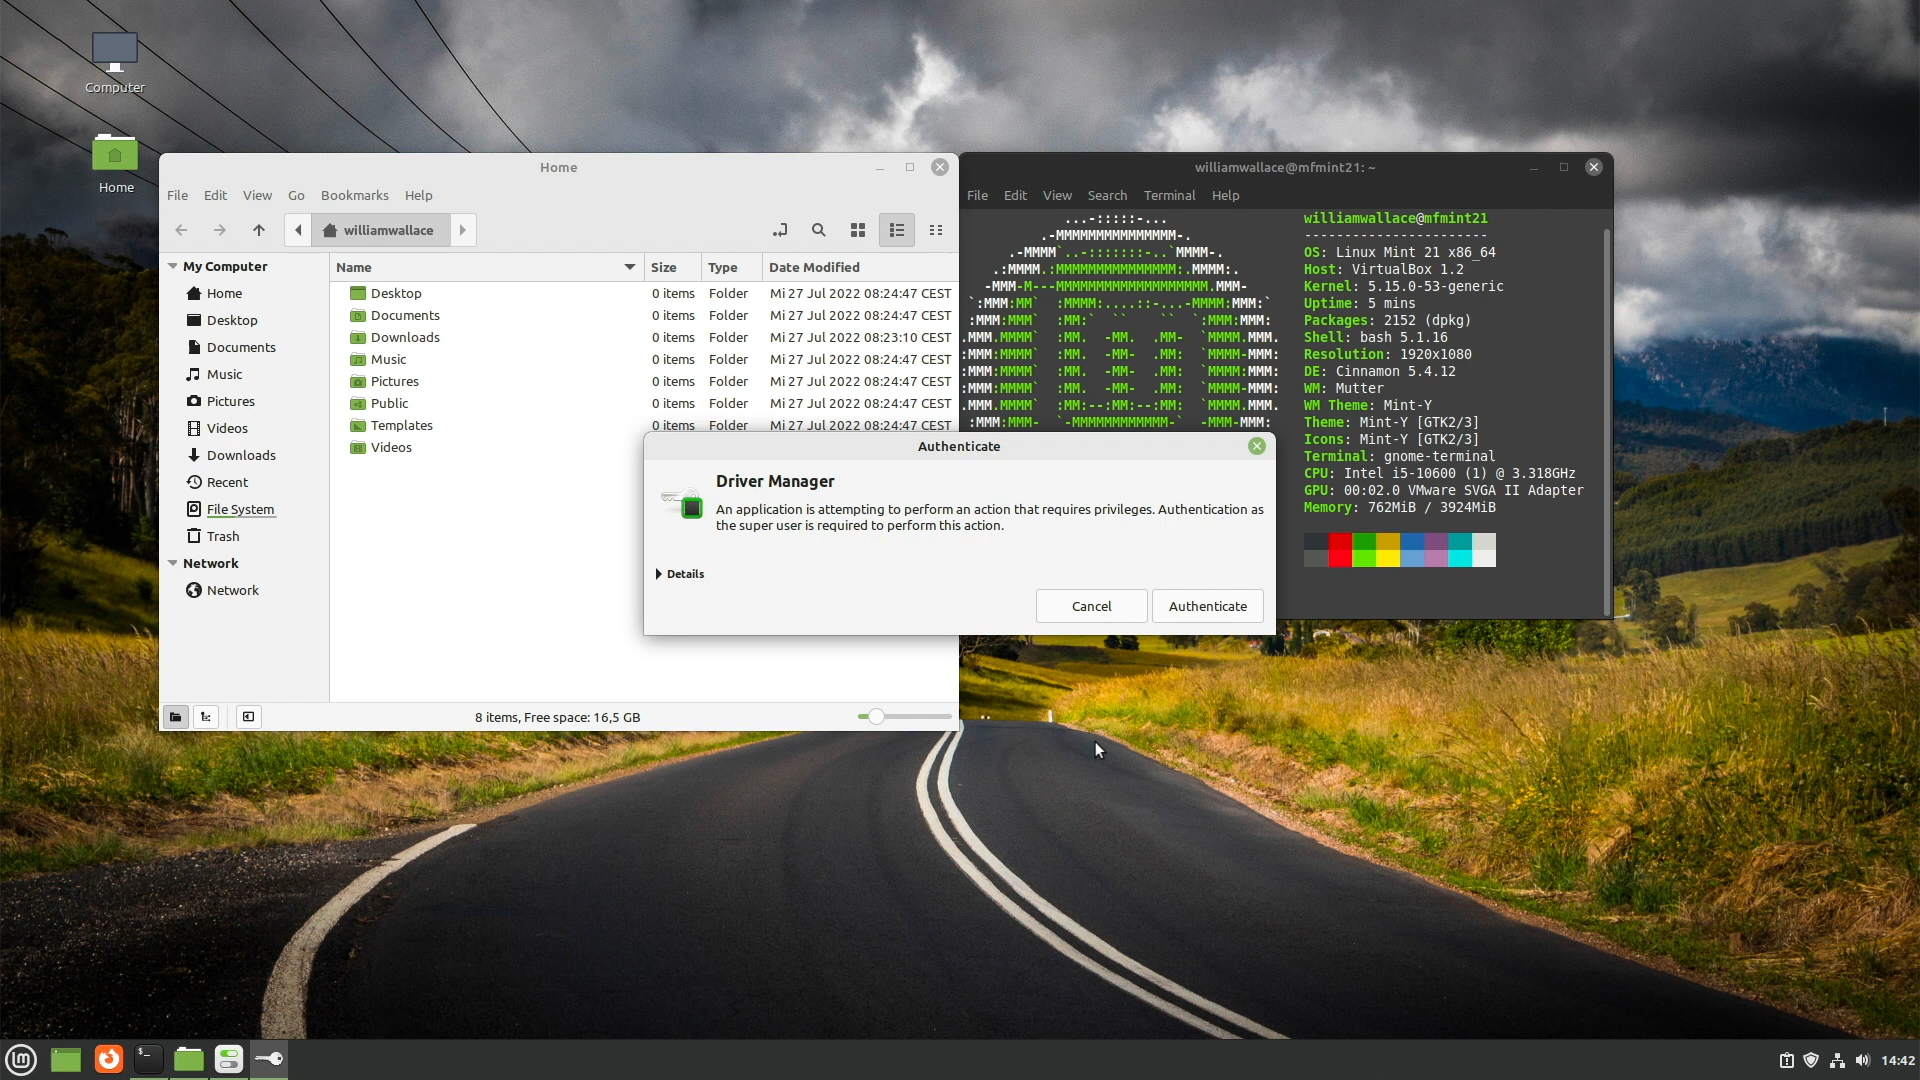 Computer
Home
Home
File Edit View Go Bookmarks Help
williamwallace
My Computer
Home
Desktop
Documents
Music
Pictures
Videos
Downloads
Recent
File System
Trash
Network
Network
Name Size Type Date Modified
Desktop 0 items Folder Mi 27 Jul 2022 08:24:47 CEST
Documents 0 items Folder Mi 27 Jul 2022 08:24:47 CEST
Downloads 0 items Folder Mi 27 Jul 2022 08:23:10 CEST
Music 0 items Folder Mi 27 Jul 2022 08:24:47 CEST
Pictures 0 items Folder Mi 27 Jul 2022 08:24:47 CEST
Public 0 items Folder Mi 27 Jul 2022 08:24:47 CEST
Templates 0 items Folder Mi 27 Jul 2022 08:24:47 CEST
Videos
8 items, Free space: 16,5 GB
williamwallace@mfmint21: ~
File Edit View Search Terminal Help
williamwallace@mfmint21
-----------------------
OS: Linux Mint 21 x86_64
Host: VirtualBox 1.2
Kernel: 5.15.0-53-generic
Uptime: 5 mins
Packages: 2152 (dpkg)
Shell: bash 5.1.16
Resolution: 1920x1080
DE: Cinnamon 5.4.12
WM: Mutter
WM Theme: Mint-Y
Theme: Mint-Y [GTK2/3]
Icons: Mint-Y [GTK2/3]
Terminal: gnome-terminal
CPU: Intel i5-10600 (1) @ 3.318GHz
GPU: 00:02.0 VMware SVGA II Adapter
Memory: 762MiB / 3924MiB
Authenticate
Driver Manager
An application is attempting to perform an action that requires privileges. Authentication as
the super user is required to perform this action.
Details
Cancel Authenticate
14:42